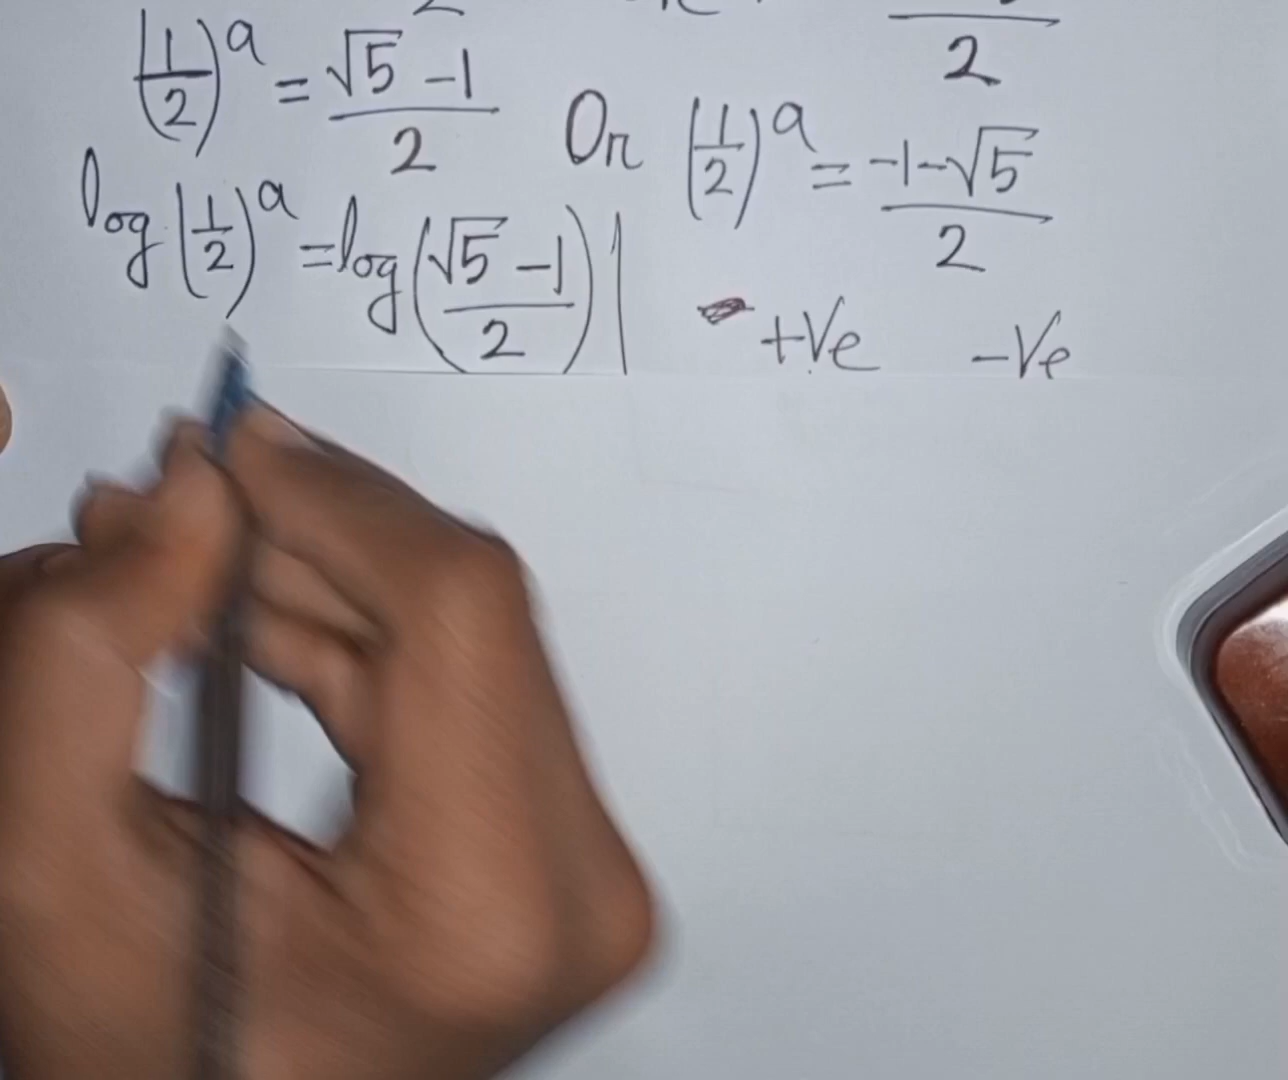 (1/2)^a = (√5 -1)/2 Or (1/2)^a = (-1-√5)/2
log(1/2)^a = log((√5 -1)/2) | +Ve -Ve